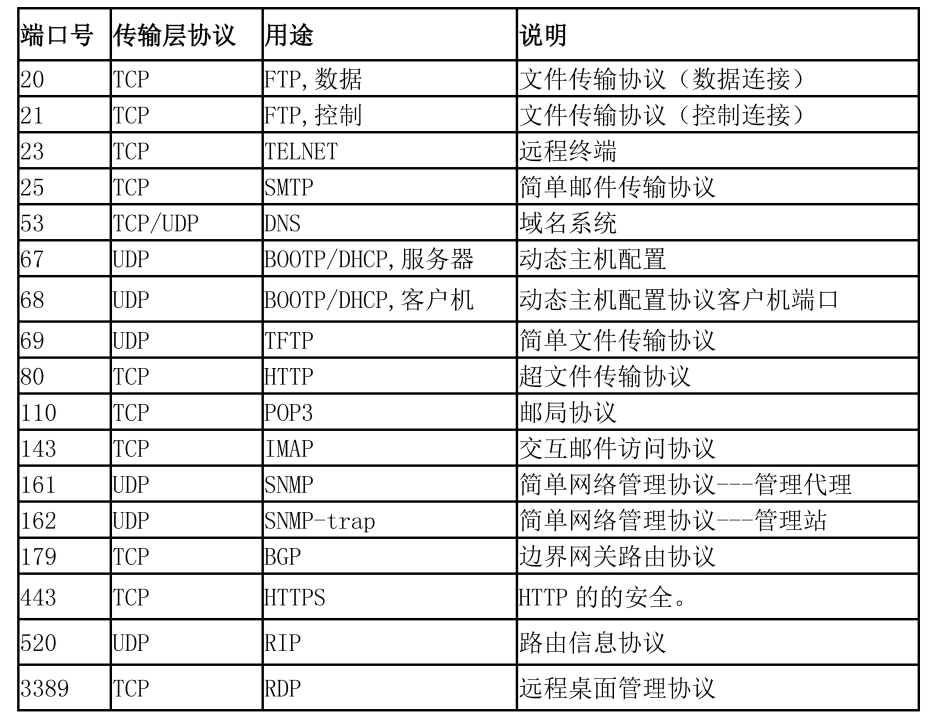 端口号 传输层协议 用途 说明
20 TCP FTP,数据 文件传输协议（数据连接）
21 TCP FTP,控制 文件传输协议（控制连接）
23 TCP TELNET 远程终端
25 TCP SMTP 简单邮件传输协议
53 TCP/UDP DNS 域名系统
67 UDP BOOTP/DHCP,服务器 动态主机配置
68 UDP BOOTP/DHCP,客户机 动态主机配置协议客户机端口
69 UDP TFTP 简单文件传输协议
80 TCP HTTP 超文件传输协议
110 TCP POP3 邮局协议
143 TCP IMAP 交互邮件访问协议
161 UDP SNMP 简单网络管理协议---管理代理
162 UDP SNMP-trap 简单网络管理协议---管理站
179 TCP BGP 边界网关路由协议
443 TCP HTTPS HTTP 的的安全。
520 UDP RIP 路由信息协议
3389 TCP RDP 远程桌面管理协议